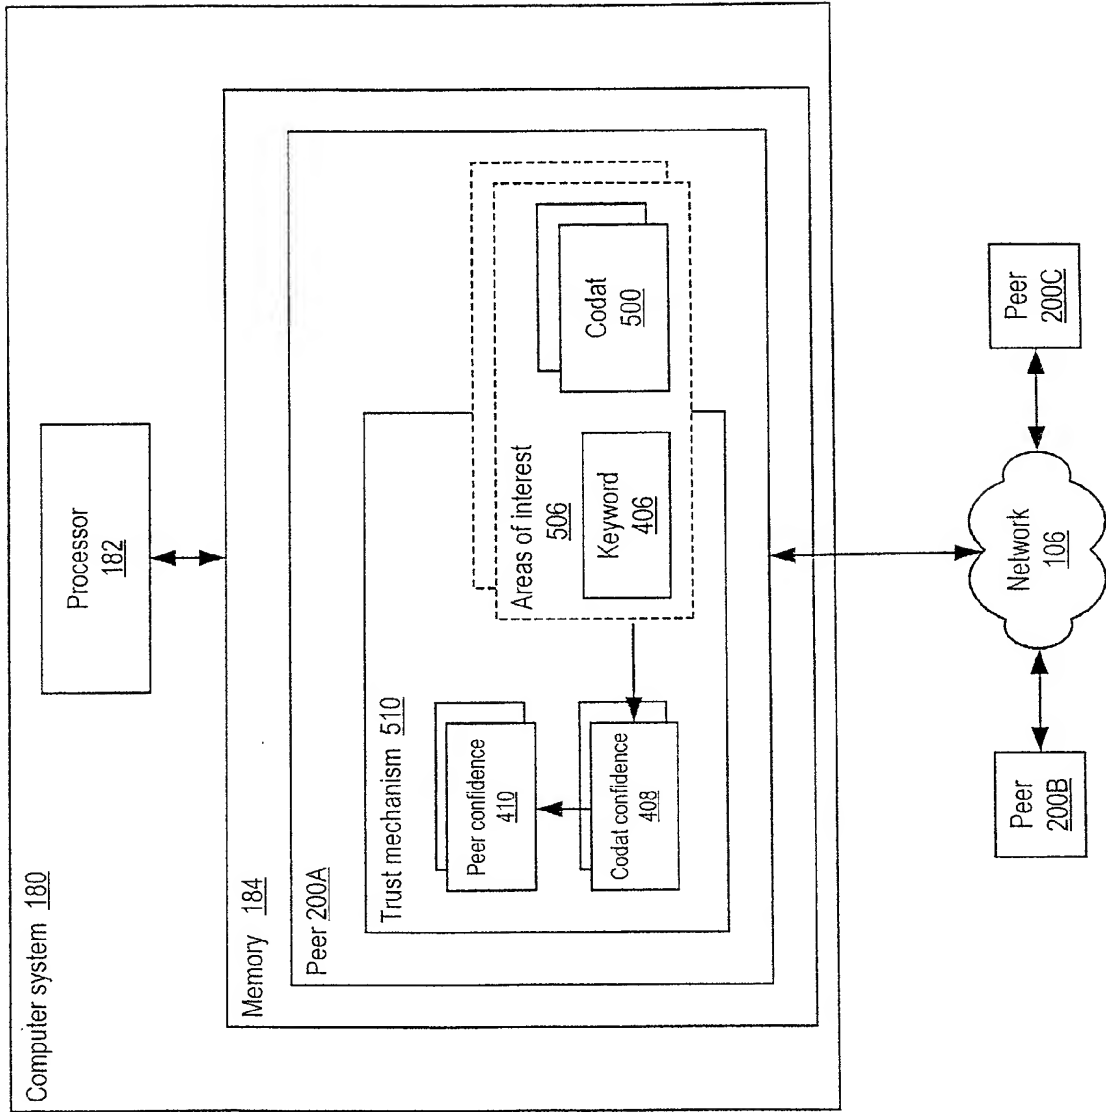 Computer system 180
Processor
182
Memory 184
Peer 200A
Trust mechanism 510
Peer confidence
410
Codat confidence
408
Areas of interest
506
Keyword
406
Codat
500
Peer
200B
Network
106
Peer
200C